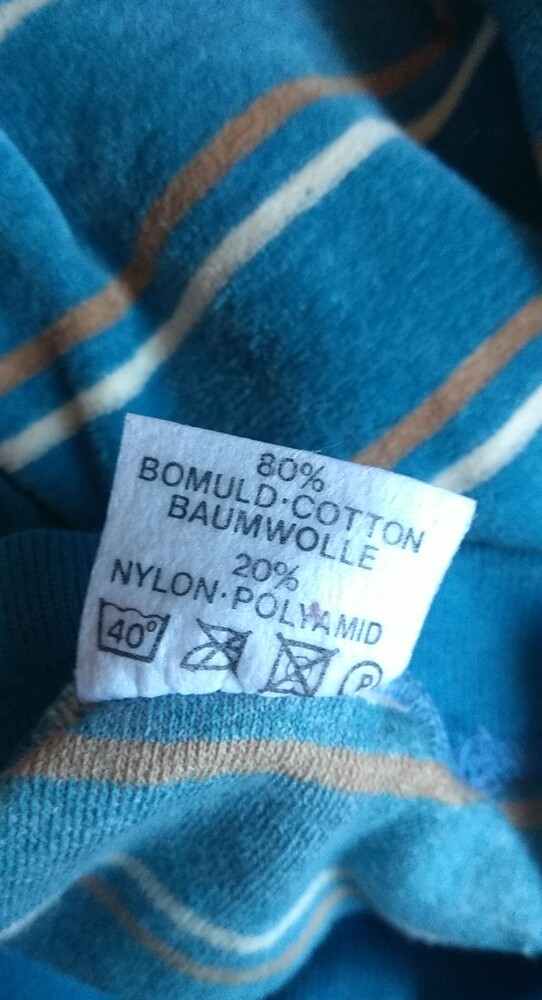 80%
BOMULD·COTTON
BAUMWOLLE
20%
NYLON·POLYAMID
40°
P